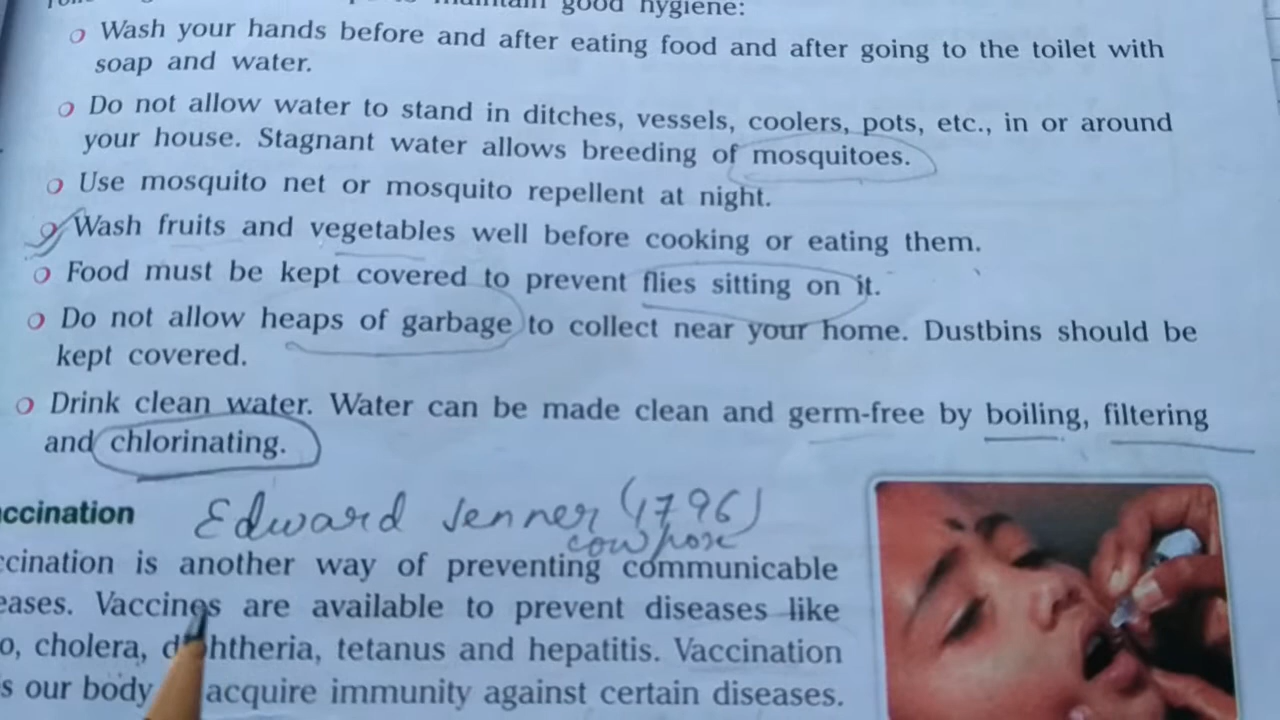 good hygiene:
Wash your hands before and after eating food and after going to the toilet with
soap and water.
Do not allow water to stand in ditches, vessels, coolers, pots, etc., in or around
your house. Stagnant water allows breeding of mosquitoes.
Use mosquito net or mosquito repellent at night.
Wash fruits and vegetables well before cooking or eating them.
Food must be kept covered to prevent flies sitting on it.
Do not allow heaps of garbage to collect near your home. Dustbins should be
kept covered.
Drink clean water. Water can be made clean and germ-free by boiling, filtering
and chlorinating.
ccination Edward Jenner (1796)
cowpox
ccination is another way of preventing communicable
eases. Vaccines are available to prevent diseases like
o, cholera, d htheria, tetanus and hepatitis. Vaccination
s our body acquire immunity against certain diseases.